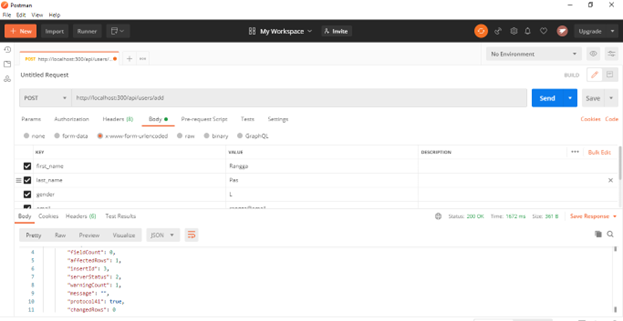 Postman
File Edit View Help
+ New Import Runner My Workspace Invite Upgrade
POST http://localhost:300/api/users/... No Environment
Untitled Request BUILD
POST http://localhost:300/api/users/add Send Save
Params Authorization Headers (8) Body Pre-request Script Tests Settings Cookies Code
none form-data x-www-form-urlencoded raw binary GraphQL
KEY VALUE DESCRIPTION Bulk Edit
first_name Rangga
last_name Pas
gender L
Body Cookies Headers (6) Test Results Status: 200 OK Time: 1672 ms Size: 361 B Save Response
Pretty Raw Preview Visualize JSON
4 "fieldCount": 0,
5 "affectedRows": 1,
6 "insertId": 3,
7 "serverStatus": 2,
8 "warningCount": 1,
9 "message": "",
10 "protocol41": true,
11 "changedRows": 0